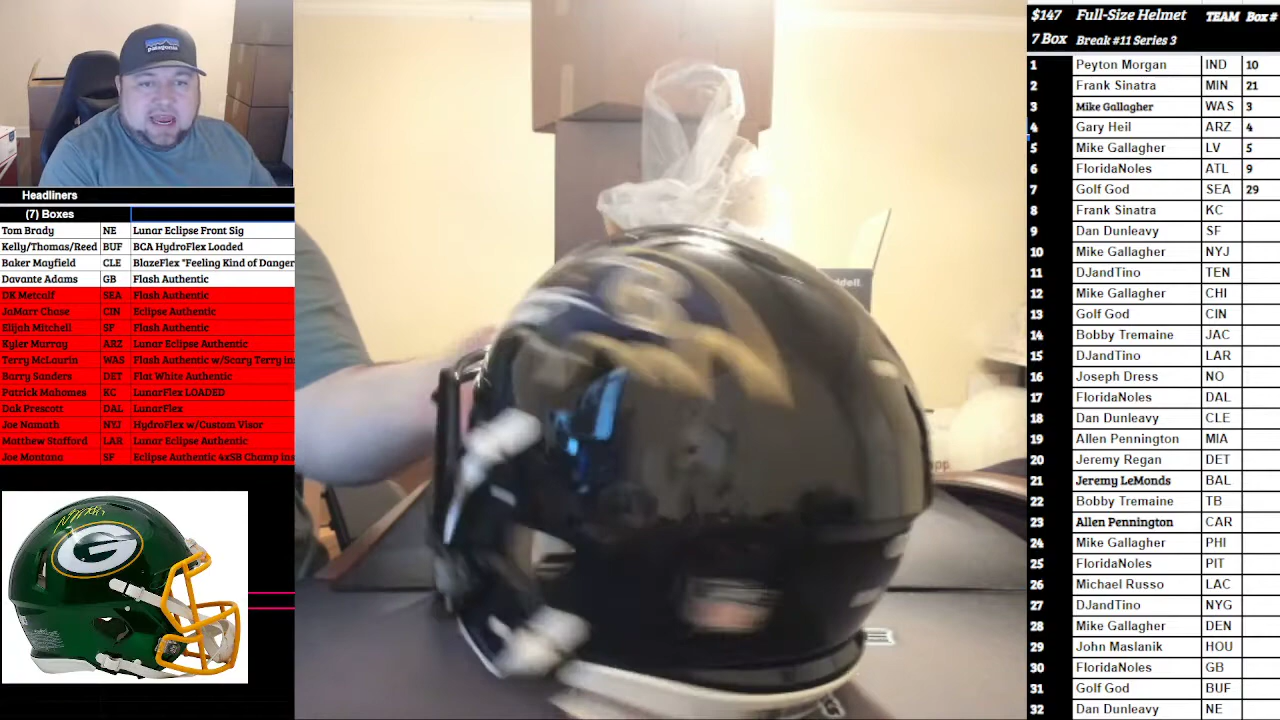 patagonia
Headliners
(7) Boxes
Tom Brady NE Lunar Eclipse Front Sig
Kelly/Thomas/Reed BUF BCA HydroFlex Loaded
Baker Mayfield CLE BlazeFlex "Feeling Kind of Danger
Davante Adams GB Flash Authentic
DK Metcalf SEA Flash Authentic
JaMarr Chase CIN Eclipse Authentic
Elijah Mitchell SF Flash Authentic
Kyler Murray ARZ Lunar Eclipse Authentic
Terry McLaurin WAS Flash Authentic w/Scary Terry in
Barry Sanders DET Flat White Authentic
Patrick Mahomes KC LunarFlex LOADED
Dak Prescott DAL LunarFlex
Joe Namath NYJ HydroFlex w/Custom Visor
Matthew Stafford LAR Lunar Eclipse Authentic
Joe Montana SF Eclipse Authentic 4xSB Champ ins
G
dell.
$147 Full-Size Helmet TEAM Box #
7 Box Break #11 Series 3
1 Peyton Morgan IND 10
2 Frank Sinatra MIN 21
3 Mike Gallagher WAS 3
4 Gary Heil ARZ 4
5 Mike Gallagher LV 5
6 FloridaNoles ATL 9
7 Golf God SEA 29
8 Frank Sinatra KC
9 Dan Dunleavy SF
10 Mike Gallagher NYJ
11 DJandTino TEN
12 Mike Gallagher CHI
13 Golf God CIN
14 Bobby Tremaine JAC
15 DJandTino LAR
16 Joseph Dress NO
17 FloridaNoles DAL
18 Dan Dunleavy CLE
19 Allen Pennington MIA
20 Jeremy Regan DET
21 Jeremy LeMonds BAL
22 Bobby Tremaine TB
23 Allen Pennington CAR
24 Mike Gallagher PHI
25 FloridaNoles PIT
26 Michael Russo LAC
27 DJandTino NYG
28 Mike Gallagher DEN
29 John Maslanik HOU
30 FloridaNoles GB
31 Golf God BUF
32 Dan Dunleavy NE